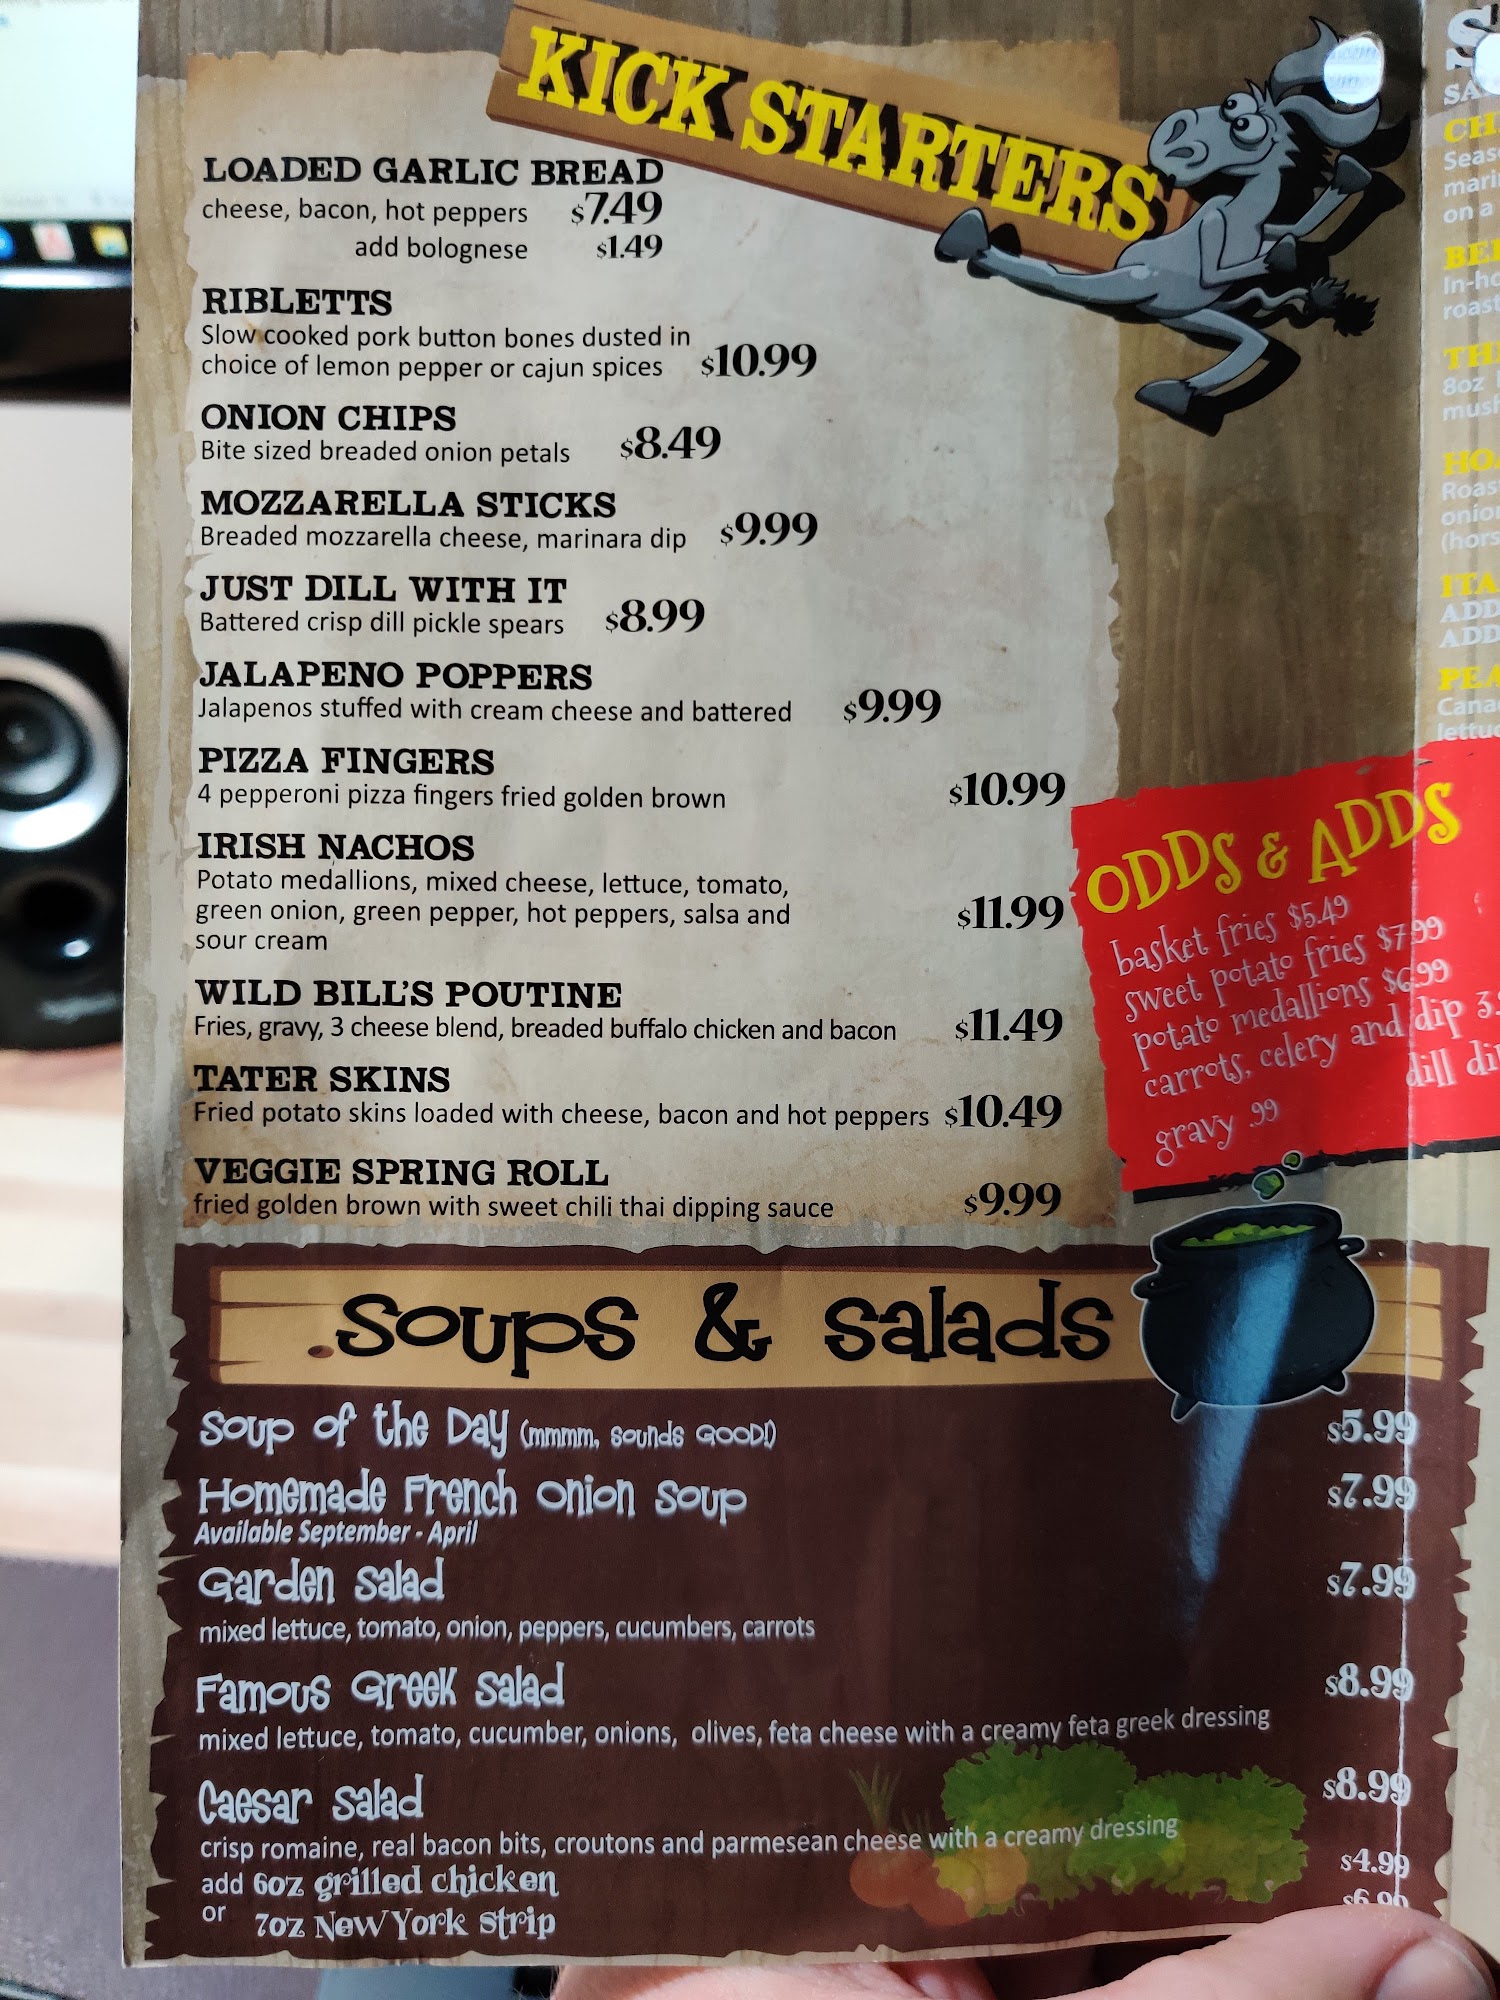 KICK STARTERS
LOADED GARLIC BREAD
cheese, bacon, hot peppers $7.49
add bolognese $1.49
RIBLETTS
Slow cooked pork button bones dusted in
choice of lemon pepper or cajun spices $10.99
ONION CHIPS
Bite sized breaded onion petals $8.49
MOZZARELLA STICKS
Breaded mozzarella cheese, marinara dip $9.99
JUST DILL WITH IT
Battered crisp dill pickle spears $8.99
JALAPENO POPPERS
Jalapenos stuffed with cream cheese and battered $9.99
PIZZA FINGERS
4 pepperoni pizza fingers fried golden brown $10.99
IRISH NACHOS
Potato medallions, mixed cheese, lettuce, tomato,
green onion, green pepper, hot peppers, salsa and $11.99
sour cream
WILD BILL'S POUTINE
Fries, gravy, 3 cheese blend, breaded buffalo chicken and bacon $11.49
TATER SKINS
Fried potato skins loaded with cheese, bacon and hot peppers $10.49
VEGGIE SPRING ROLL
fried golden brown with sweet chili thai dipping sauce $9.99
ODDS & ADDS
basket fries $5.49
sweet potato fries $7.99
potato medallions $6.99
carrots, celery and dip
dill
gravy .99
Soups & Salads
Soup of the Day (mmmm, sounds GOOD!) $5.99
Homemade French Onion Soup $7.99
Available September - April
Garden Salad $7.99
mixed lettuce, tomato, onion, peppers, cucumbers, carrots
Famous Greek Salad $8.99
mixed lettuce, tomato, cucumber, onions, olives, feta cheese with a creamy feta greek dressing
Caesar Salad $8.99
crisp romaine, real bacon bits, croutons and parmesean cheese with a creamy dressing
add 6oz grilled chicken $4.99
or 7oz New York Strip
on a
8oz
ADD
ADD